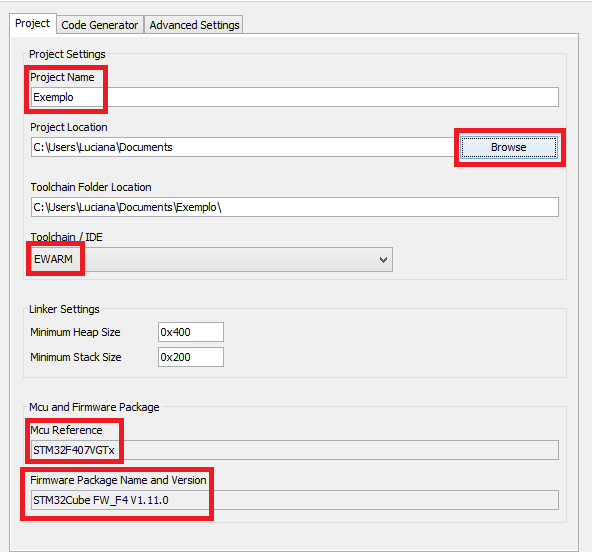 Project Code Generator Advanced Settings
Project Settings
Project Name
Exemplo
Project Location
C:\Users\Luciana\Documents Browse
Toolchain Folder Location
C:\Users\Luciana\Documents\Exemplo\
Toolchain / IDE
EWARM
Linker Settings
Minimum Heap Size 0x400
Minimum Stack Size 0x200
Mcu and Firmware Package
Mcu Reference
STM32F407VGTx
Firmware Package Name and Version
STM32Cube FW_F4 V1.11.0